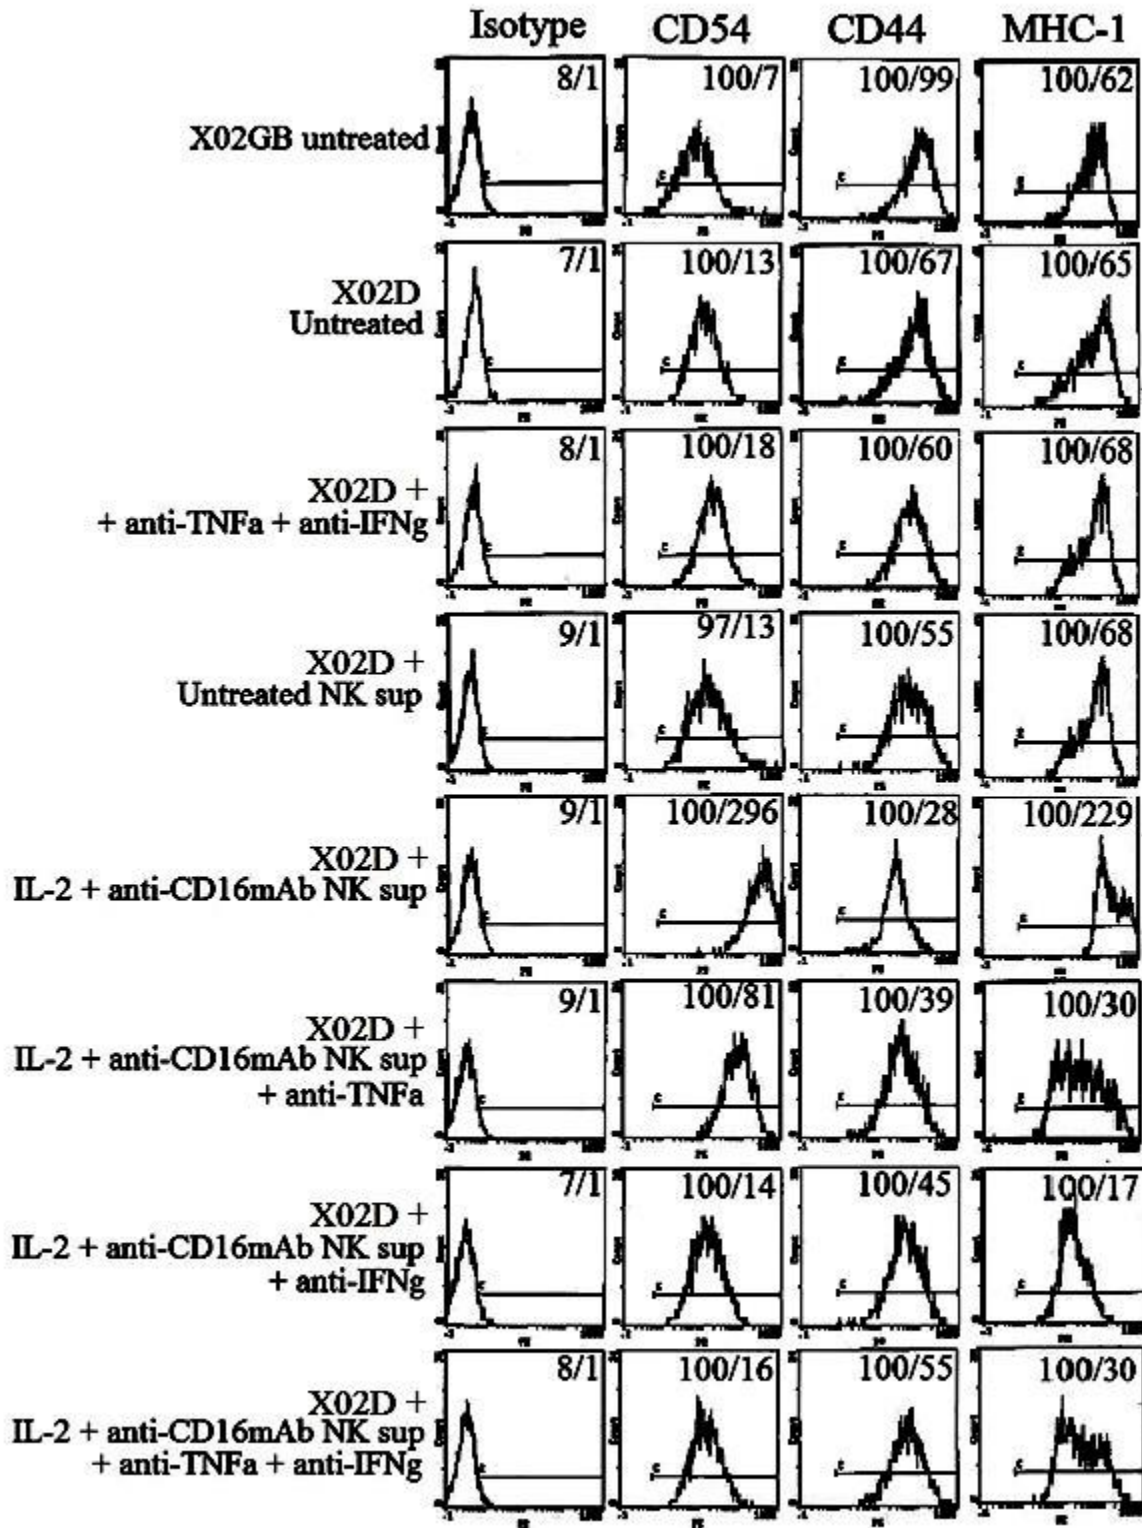 Isotype CD54 CD44 MHC-1
X02GB untreated 8/1 100/7 100/99 100/62
X02D
Untreated
7/1 100/13 100/67 100/65
X02D +
+ anti-TNFa + anti-IFNg
8/1 100/18 100/60 100/68
X02D +
Untreated NK sup
9/1 97/13 100/55 100/68
X02D +
IL-2 + anti-CD16mAb NK sup
9/1 100/296 100/28 100/229
X02D +
IL-2 + anti-CD16mAb NK sup
+ anti-TNFa
9/1 100/81 100/39 100/30
X02D +
IL-2 + anti-CD16mAb NK sup
+ anti-IFNg
7/1 100/14 100/45 100/17
X02D +
IL-2 + anti-CD16mAb NK sup
+ anti-TNFa + anti-IFNg
8/1 100/16 100/55 100/30